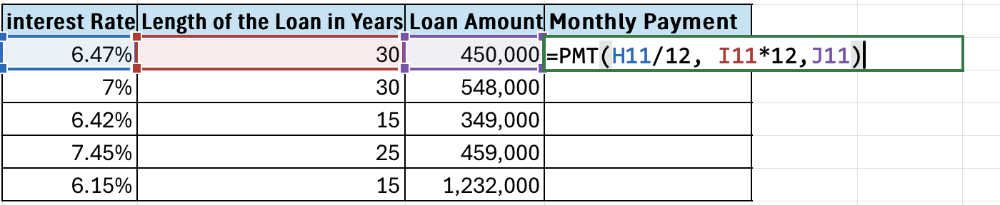 interest Rate Length of the Loan in Years Loan Amount Monthly Payment
6.47% 30 450,000 =PMT(H11/12, I11*12,J11)
7% 30 548,000
6.42% 15 349,000
7.45% 25 459,000
6.15% 15 1,232,000